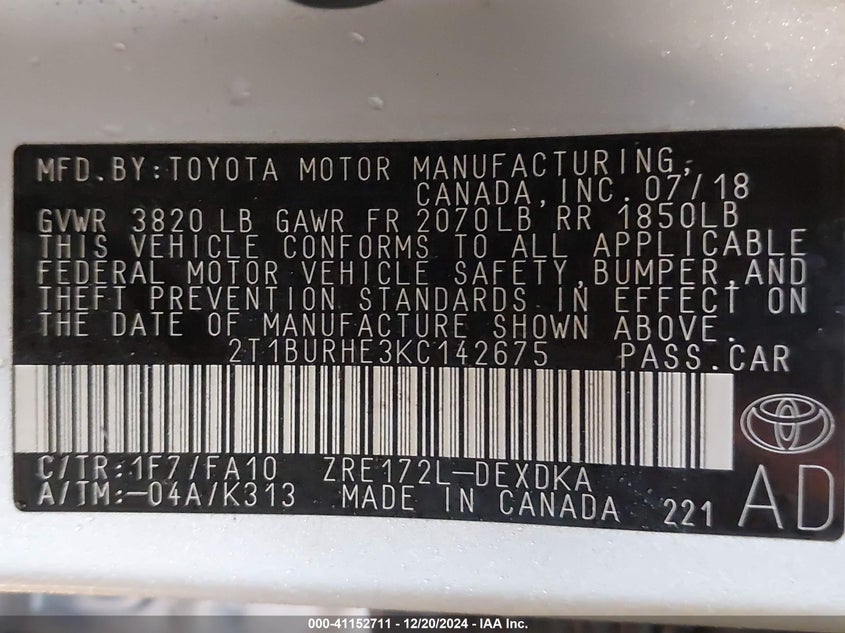 MFD.BY:TOYOTA MOTOR MANUFACTURING,
CANADA,INC. 07/18
GVWR 3820 LB GAWR FR 2070LB RR 1850LB
THIS VEHICLE CONFORMS TO ALL APPLICABLE
FEDERAL MOTOR VEHICLE SAFETY,BUMPER,AND
THEFT PREVENTION STANDARDS IN EFFECT ON
THE DATE OF MANUFACTURE SHOWN ABOVE.
2T1BURHE3KC142675 PASS.CAR
C/TR:1F7/FA10 ZRE172L-DEXDKA
A/TM:-04A/K313 MADE IN CANADA 221 AD
000-41152711 - 12/20/2024 - IAA Inc.